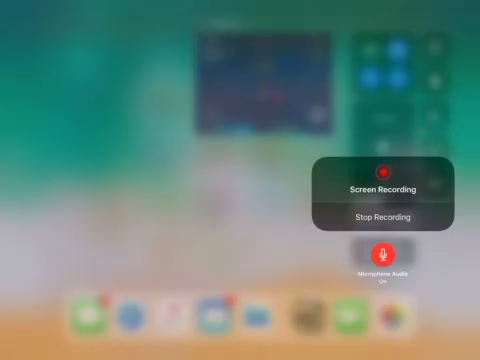 Screen Recording
Stop Recording
Microphone Audio
On